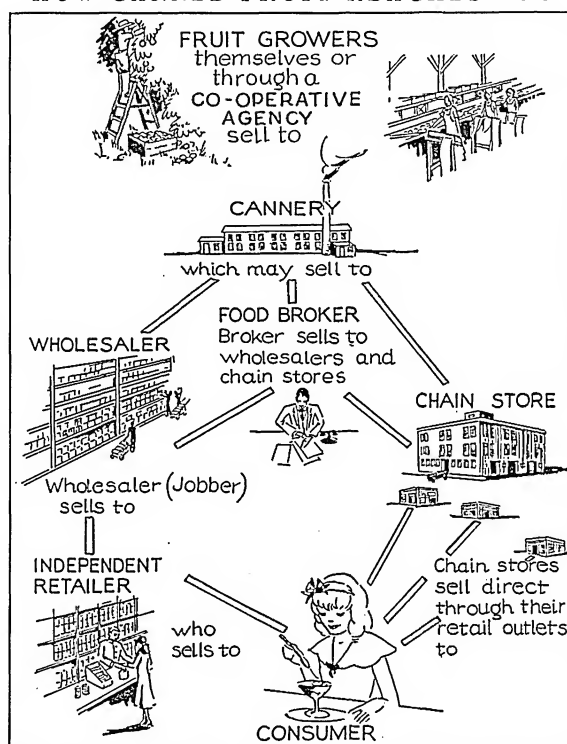 FRUIT GROWERS
themselves or
through a
CO-OPERATIVE
AGENCY
sell to
CANNERY
which may sell to
FOOD BROKER
Broker sells to
wholesalers and
chain stores
WHOLESALER
CHAIN STORE
Wholesaler (Jobber)
sells to
INDEPENDENT
RETAILER
who
sells to
Chain stores
sell direct
through their
retail outlets
to
CONSUMER